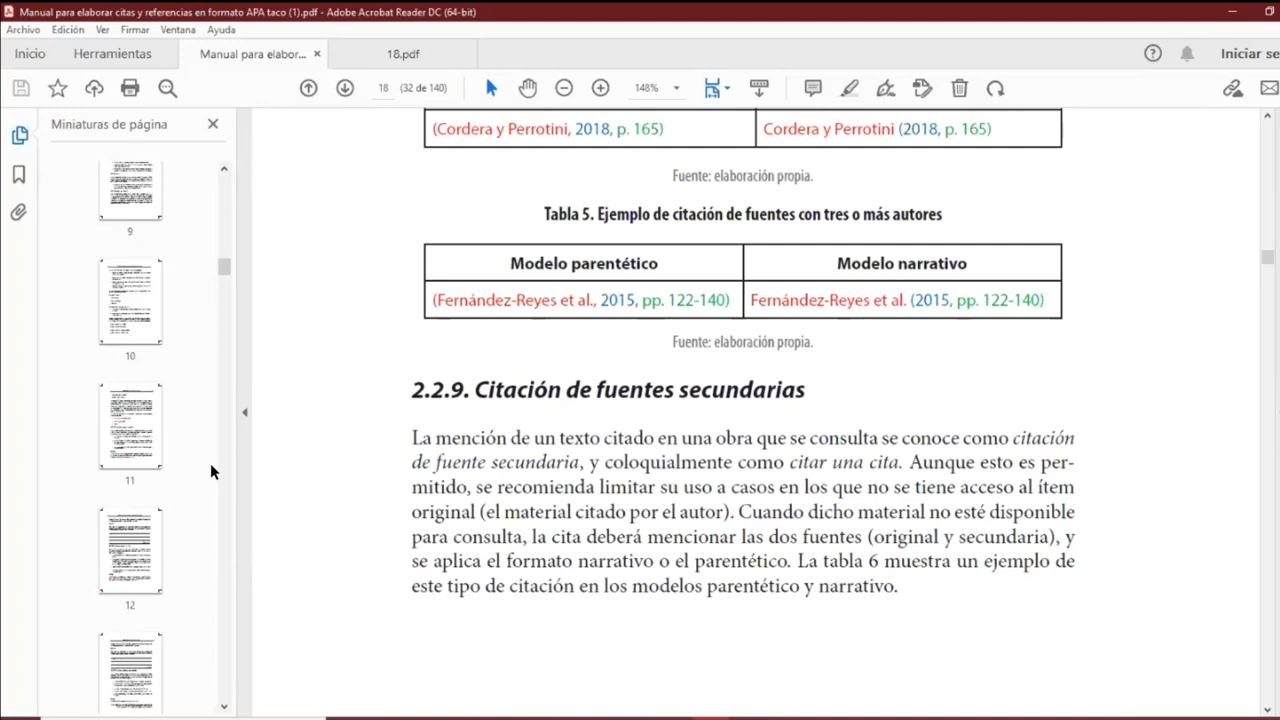 Manual para elaborar citas y referencias en formato APA taco (1).pdf - Adobe Acrobat Reader DC (64-bit)
Archivo Edición Ver Firmar Ventana Ayuda
Inicio Herramientas Manual para elabor... × 18.pdf Iniciar se
18 (32 de 140) 148%
Miniaturas de página
9
10
11
12
(Cordera y Perrotini, 2018, p. 165) Cordera y Perrotini (2018, p. 165)
Fuente: elaboración propia.
Tabla 5. Ejemplo de citación de fuentes con tres o más autores
Modelo parentético Modelo narrativo
(Fernández-Reyes et al., 2015, pp. 122-140) Fernández-Reyes et al. (2015, pp. 122-140)
Fuente: elaboración propia.
2.2.9. Citación de fuentes secundarias
La mención de un texto citado en una obra que se consulta se conoce como citación
de fuente secundaria, y coloquialmente como citar una cita. Aunque esto es per-
mitido, se recomienda limitar su uso a casos en los que no se tiene acceso al ítem
original (el material citado por el autor). Cuando dicho material no esté disponible
para consulta, la cita deberá mencionar las dos fuentes (original y secundaria), y
se aplica el formato narrativo o el parentético. La tabla 6 muestra un ejemplo de
este tipo de citación en los modelos parentético y narrativo.